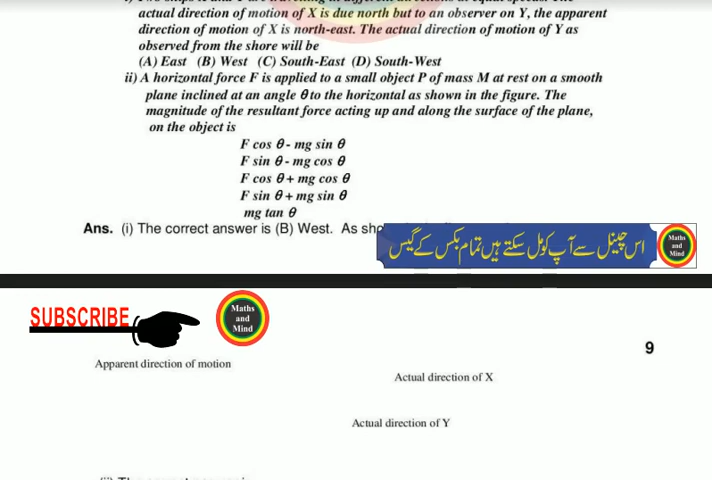 actual direction of motion of X is due north but to an observer on Y, the apparent
direction of motion of X is north-east. The actual direction of motion of Y as
observed from the shore will be
(A) East (B) West (C) South-East (D) South-West
ii) A horizontal force F is applied to a small object P of mass M at rest on a smooth
plane inclined at an angle θ to the horizontal as shown in the figure. The
magnitude of the resultant force acting up and along the surface of the plane,
on the object is
F cos θ - mg sin θ
F sin θ - mg cos θ
F cos θ + mg cos θ
F sin θ + mg sin θ
mg tan θ
Ans. (i) The correct answer is (B) West. As
اس چینل سے آپ کو مل سکتے ہیں تمام بکس کے گیس
Maths
and
Mind
SUBSCRIBE
Maths
and
Mind
9
Apparent direction of motion
Actual direction of X
Actual direction of Y